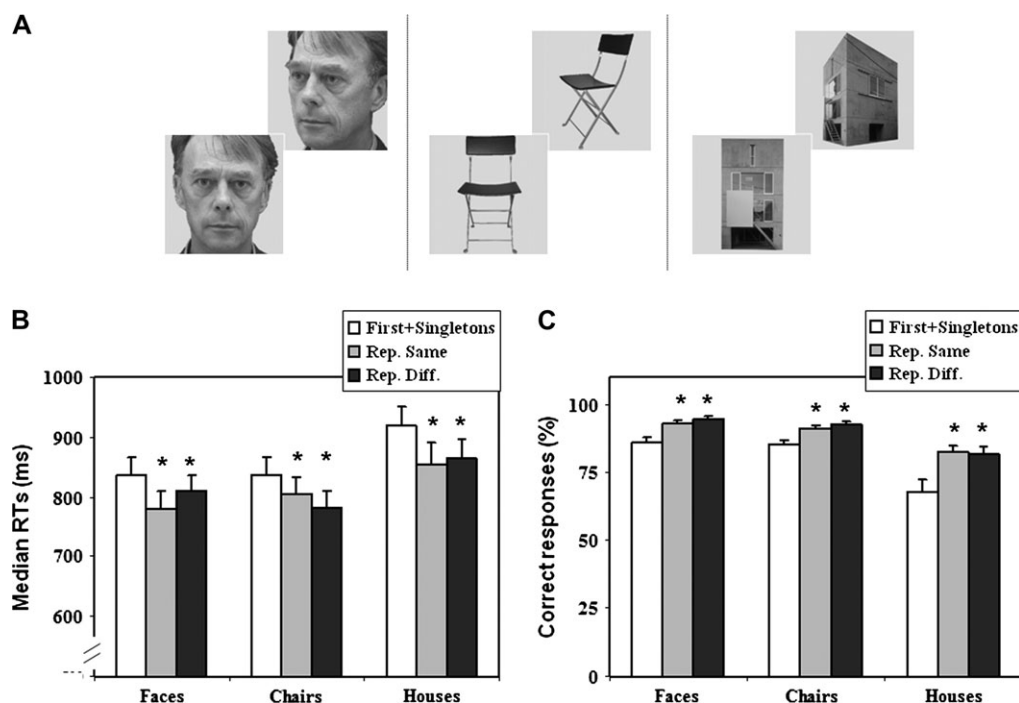 A
B
First+Singletons
Rep. Same
Rep. Diff.
1000
900
800
700
600
Median RTs (ms)
* * * * * *
Faces Chairs Houses
C
First+Singletons
Rep. Same
Rep. Diff.
100
75
50
25
0
Correct responses (%)
* * * * * *
Faces Chairs Houses